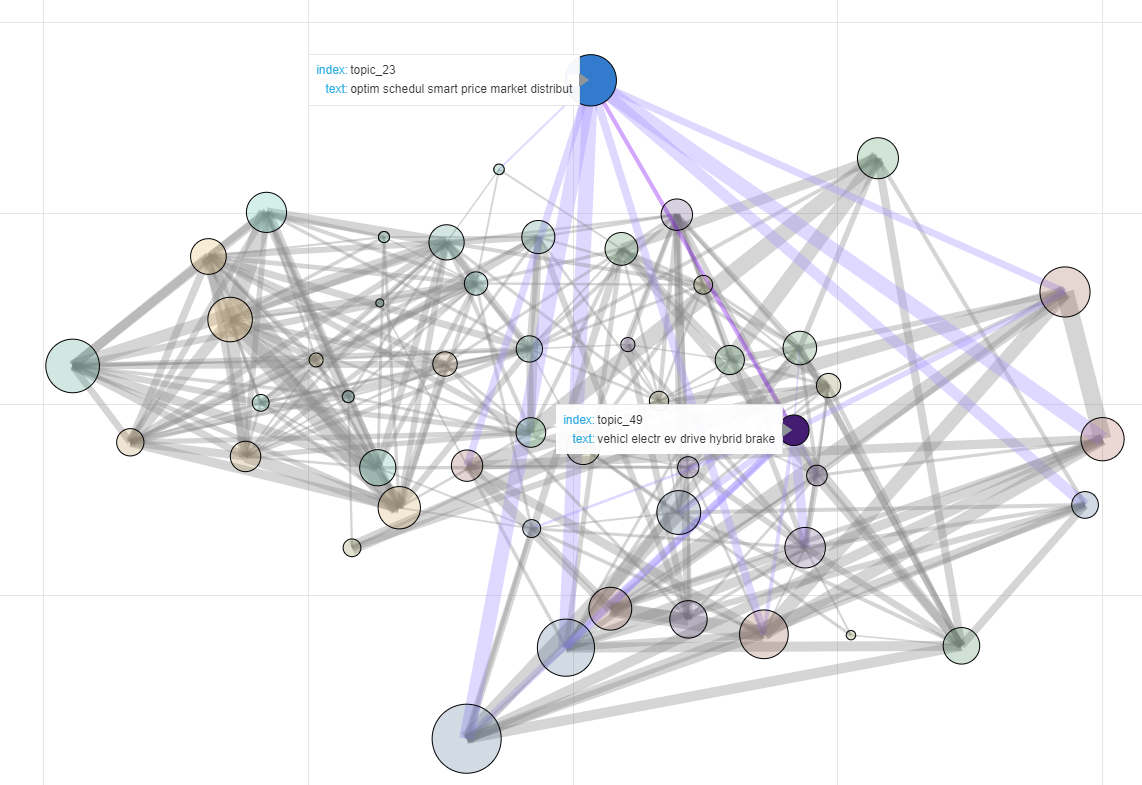 index: topic_23
text: optim schedul smart price market distribut
index: topic_49
text: vehicl electr ev drive hybrid brake